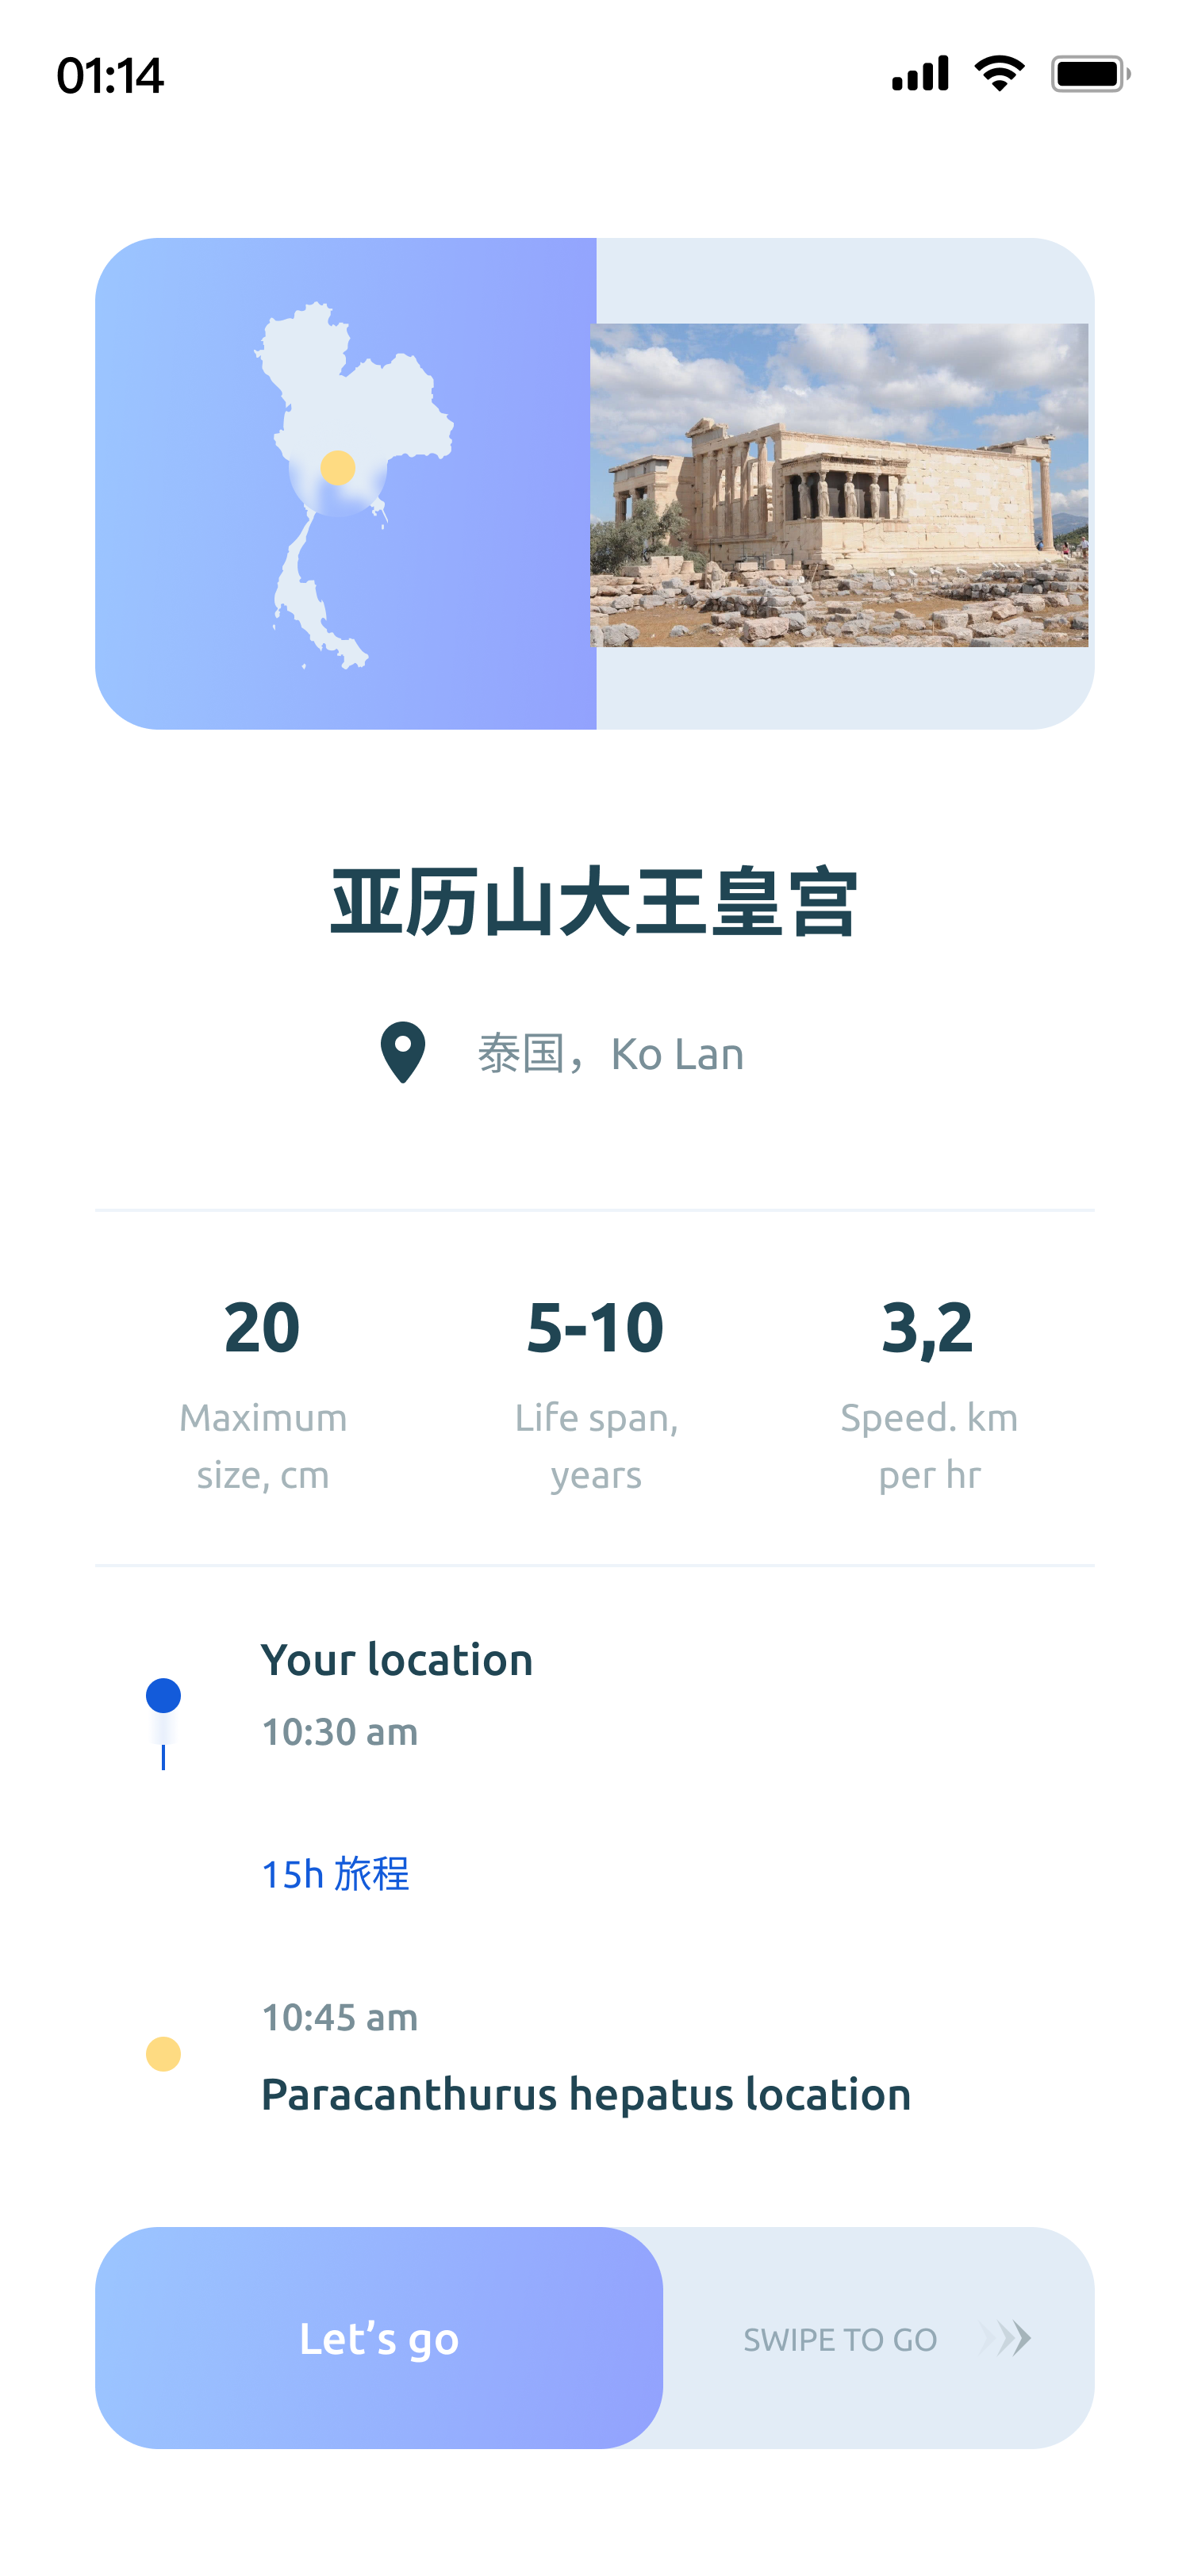 01:14
亚历山大王皇宫
泰国，Ko Lan
20
Maximum
size, cm
5-10
Life span,
years
3,2
Speed. km
per hr
Your location
10:30 am
15h 旅程
10:45 am
Paracanthurus hepatus location
Let’s go
SWIPE TO GO